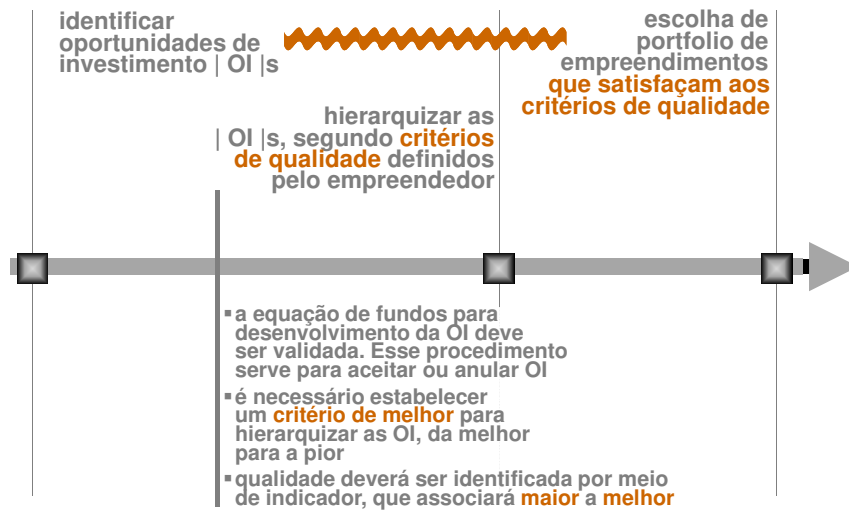 identificar
oportunidades de
investimento | OI |s
escolha de
portfolio de
empreendimentos
que satisfaçam aos
critérios de qualidade
hierarquizar as
| OI |s, segundo critérios
de qualidade definidos
pelo empreendedor
▪ a equação de fundos para
desenvolvimento da OI deve
ser validada. Esse procedimento
serve para aceitar ou anular OI
▪ é necessário estabelecer
um critério de melhor para
hierarquizar as OI, da melhor
para a pior
▪ qualidade deverá ser identificada por meio
de indicador, que associará maior a melhor